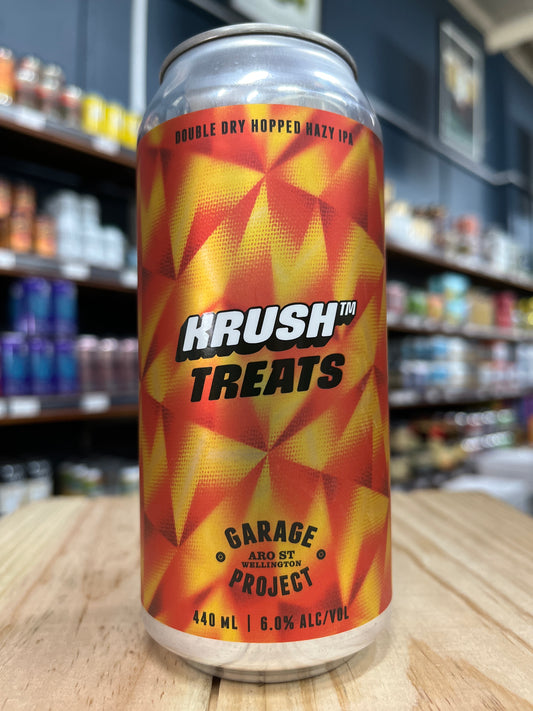 DOUBLE DRY HOPPED HAZY IPA
KRUSH™
TREATS
GARAGE
ARO ST
WELLINGTON
PROJECT
440 mL | 6.0% ALC/VOL